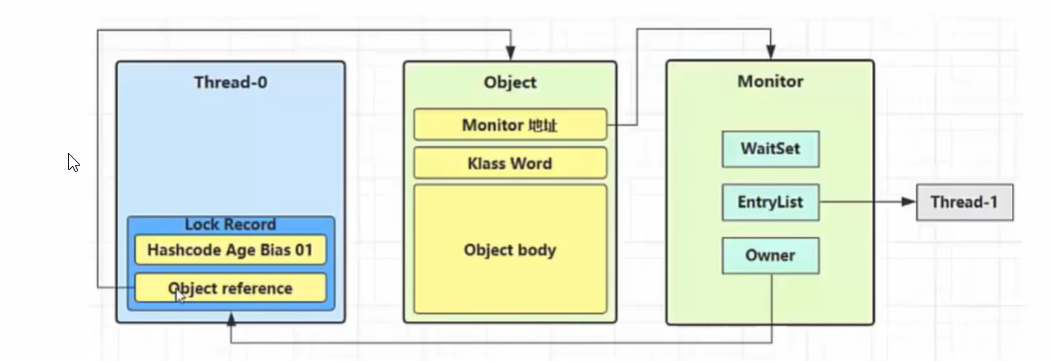 Thread-0
Lock Record
Hashcode Age Bias 01
Object reference
Object
Monitor 地址
Klass Word
Object body
Monitor
WaitSet
EntryList
Owner
Thread-1